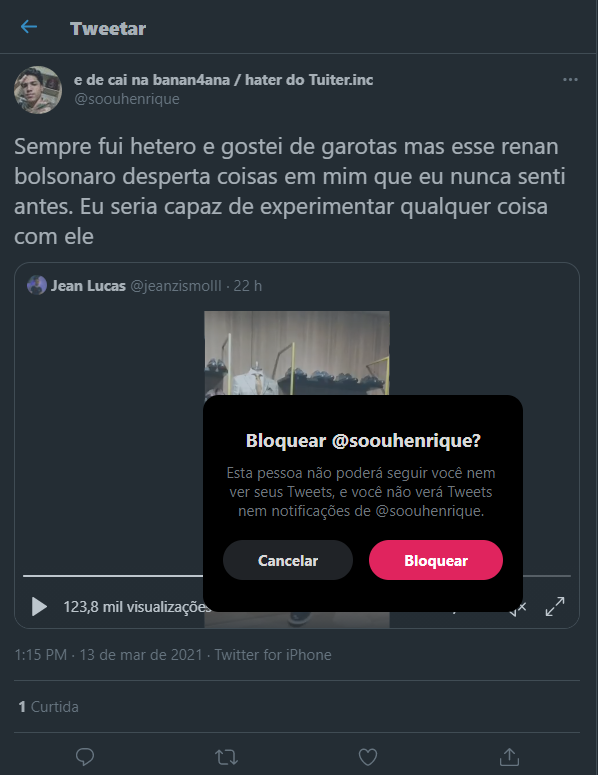 Tweetar
e de cai na banan4ana / hater do Tuiter.inc
@soouhenrique
Sempre fui hetero e gostei de garotas mas esse renan
bolsonaro desperta coisas em mim que eu nunca senti
antes. Eu seria capaz de experimentar qualquer coisa
com ele
Jean Lucas @jeanzismolll · 22 h
Bloquear @soouhenrique?
Esta pessoa não poderá seguir você nem
ver seus Tweets, e você não verá Tweets
nem notificações de @soouhenrique.
Cancelar
Bloquear
123,8 mil visualizações
1:15 PM · 13 de mar de 2021 · Twitter for iPhone
1 Curtida